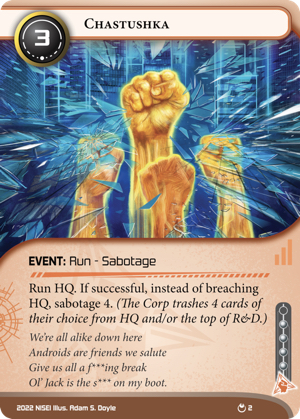 Chastushka
3
EVENT: Run - Sabotage
Run HQ. If successful, instead of breaching
HQ, sabotage 4. (The Corp trashes 4 cards of
their choice from HQ and/or the top of R&D.)
We're all alike down here
Androids are friends we salute
Give us all a f***ing break
Ol' Jack is the s*** on my boot.
2022 NISEI Illus. Adam S. Doyle
2